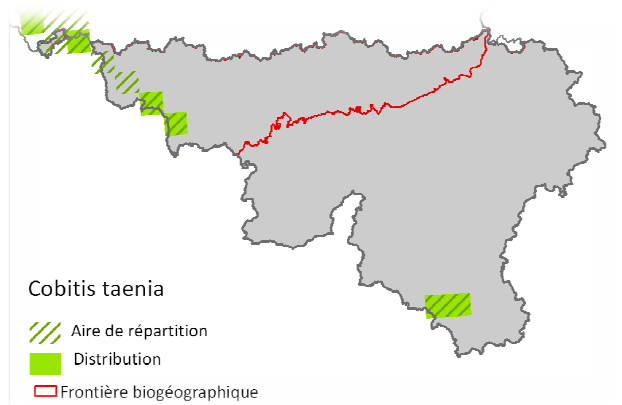 Cobitis taenia
Aire de répartition
Distribution
Frontière biogéographique